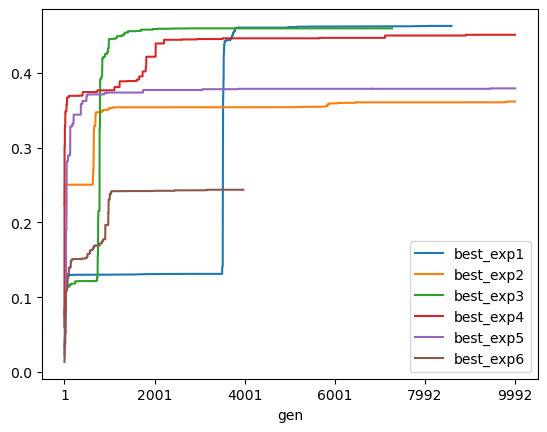 0.4
0.3
0.2
0.1
0.0
1 2001 4001 6001 7992 9992
gen
best_exp1
best_exp2
best_exp3
best_exp4
best_exp5
best_exp6